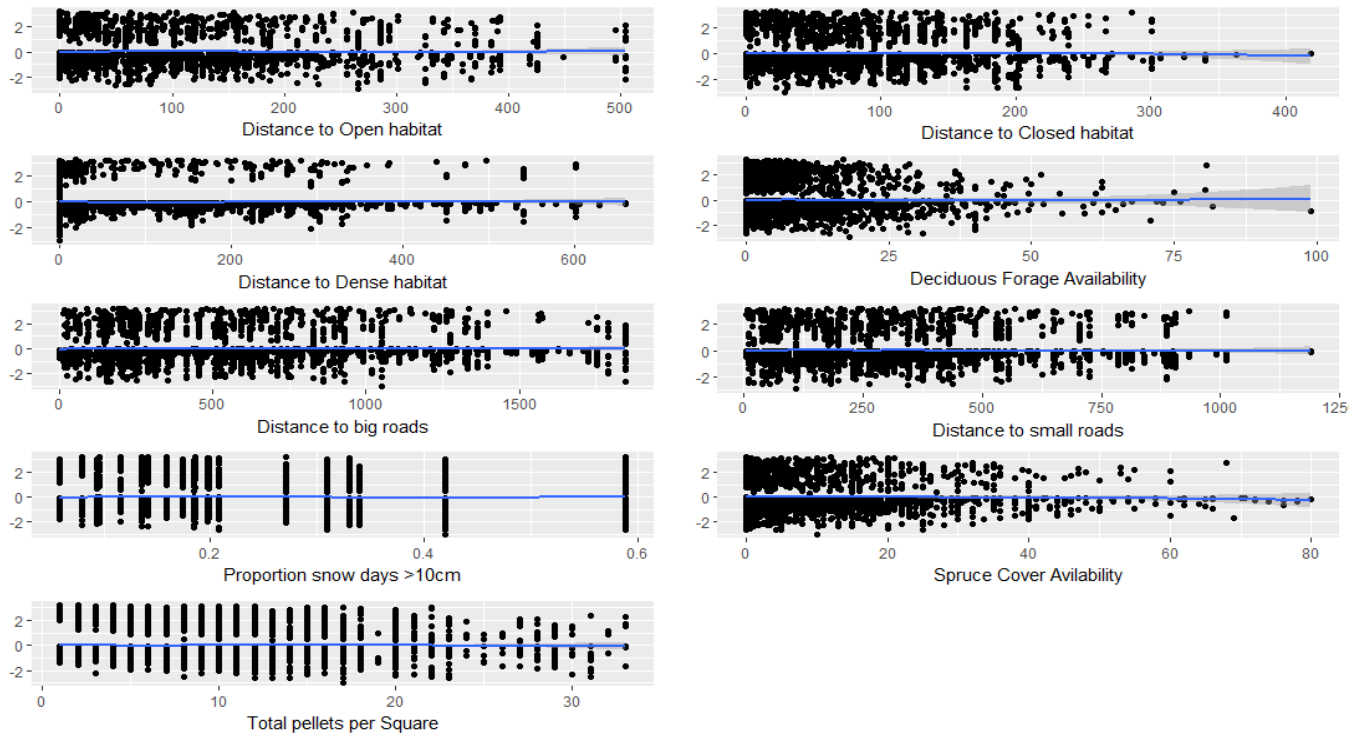 2
0
-2
0 100 200 300 400 500
Distance to Open habitat
2
0
-2
0 100 200 300 400
Distance to Closed habitat
2
0
-2
0 200 400 600
Distance to Dense habitat
2
0
-2
0 25 50 75 100
Deciduous Forage Availability
2
0
-2
0 500 1000 1500
Distance to big roads
2
0
-2
0 250 500 750 1000 125
Distance to small roads
2
0
-2
0.2 0.4 0.6
Proportion snow days >10cm
2
0
-2
0 20 40 60 80
Spruce Cover Avilability
2
0
-2
0 10 20 30
Total pellets per Square